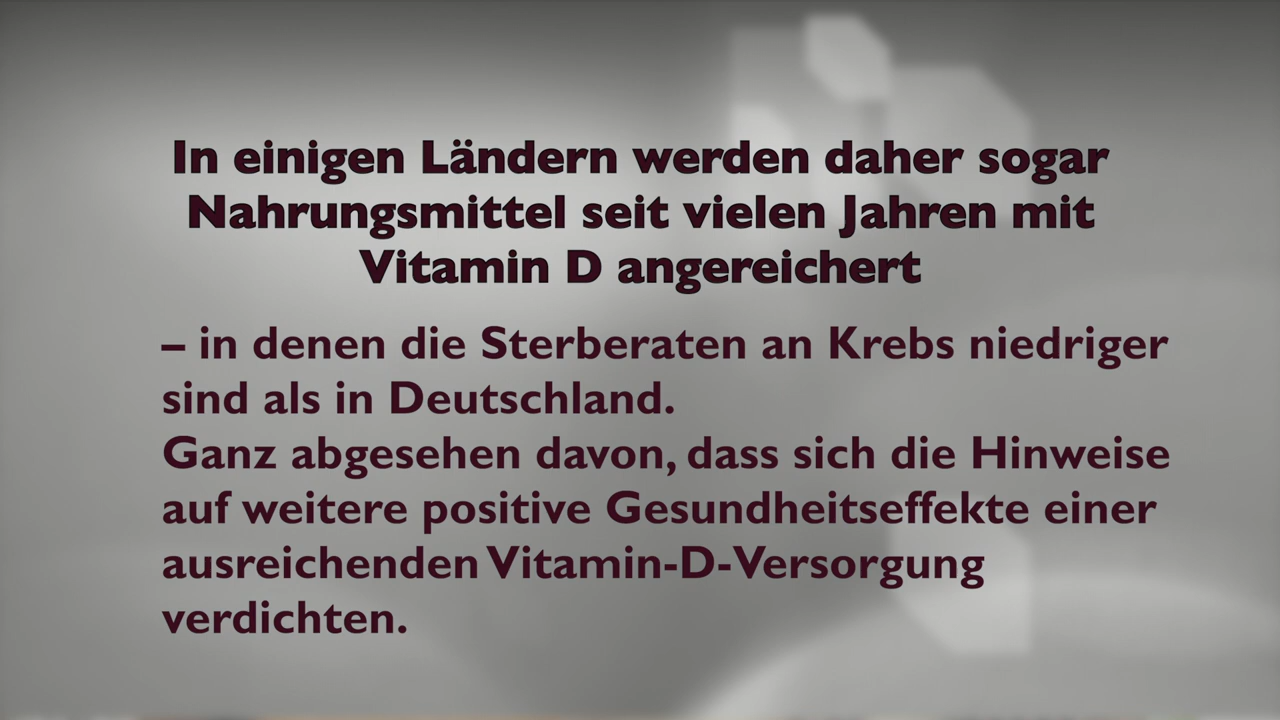 In einigen Ländern werden daher sogar
Nahrungsmittel seit vielen Jahren mit
Vitamin D angereichert
– in denen die Sterberaten an Krebs niedriger
sind als in Deutschland.
Ganz abgesehen davon, dass sich die Hinweise
auf weitere positive Gesundheitseffekte einer
ausreichenden Vitamin-D-Versorgung
verdichten.